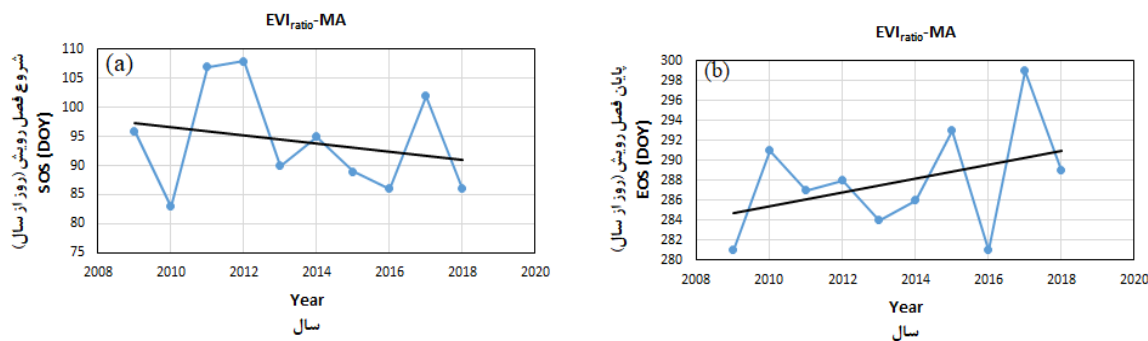 EVIratio-MA
(a)
شروع فصل رویش (روز از سال)
SOS (DOY)
110
105
100
95
90
85
80
75
2008 2010 2012 2014 2016 2018 2020
Year
سال
EVIratio-MA
(b)
پایان فصل رویش (روز از سال)
EOS (DOY)
300
298
296
294
292
290
288
286
284
282
280
2008 2010 2012 2014 2016 2018 2020
Year
سال